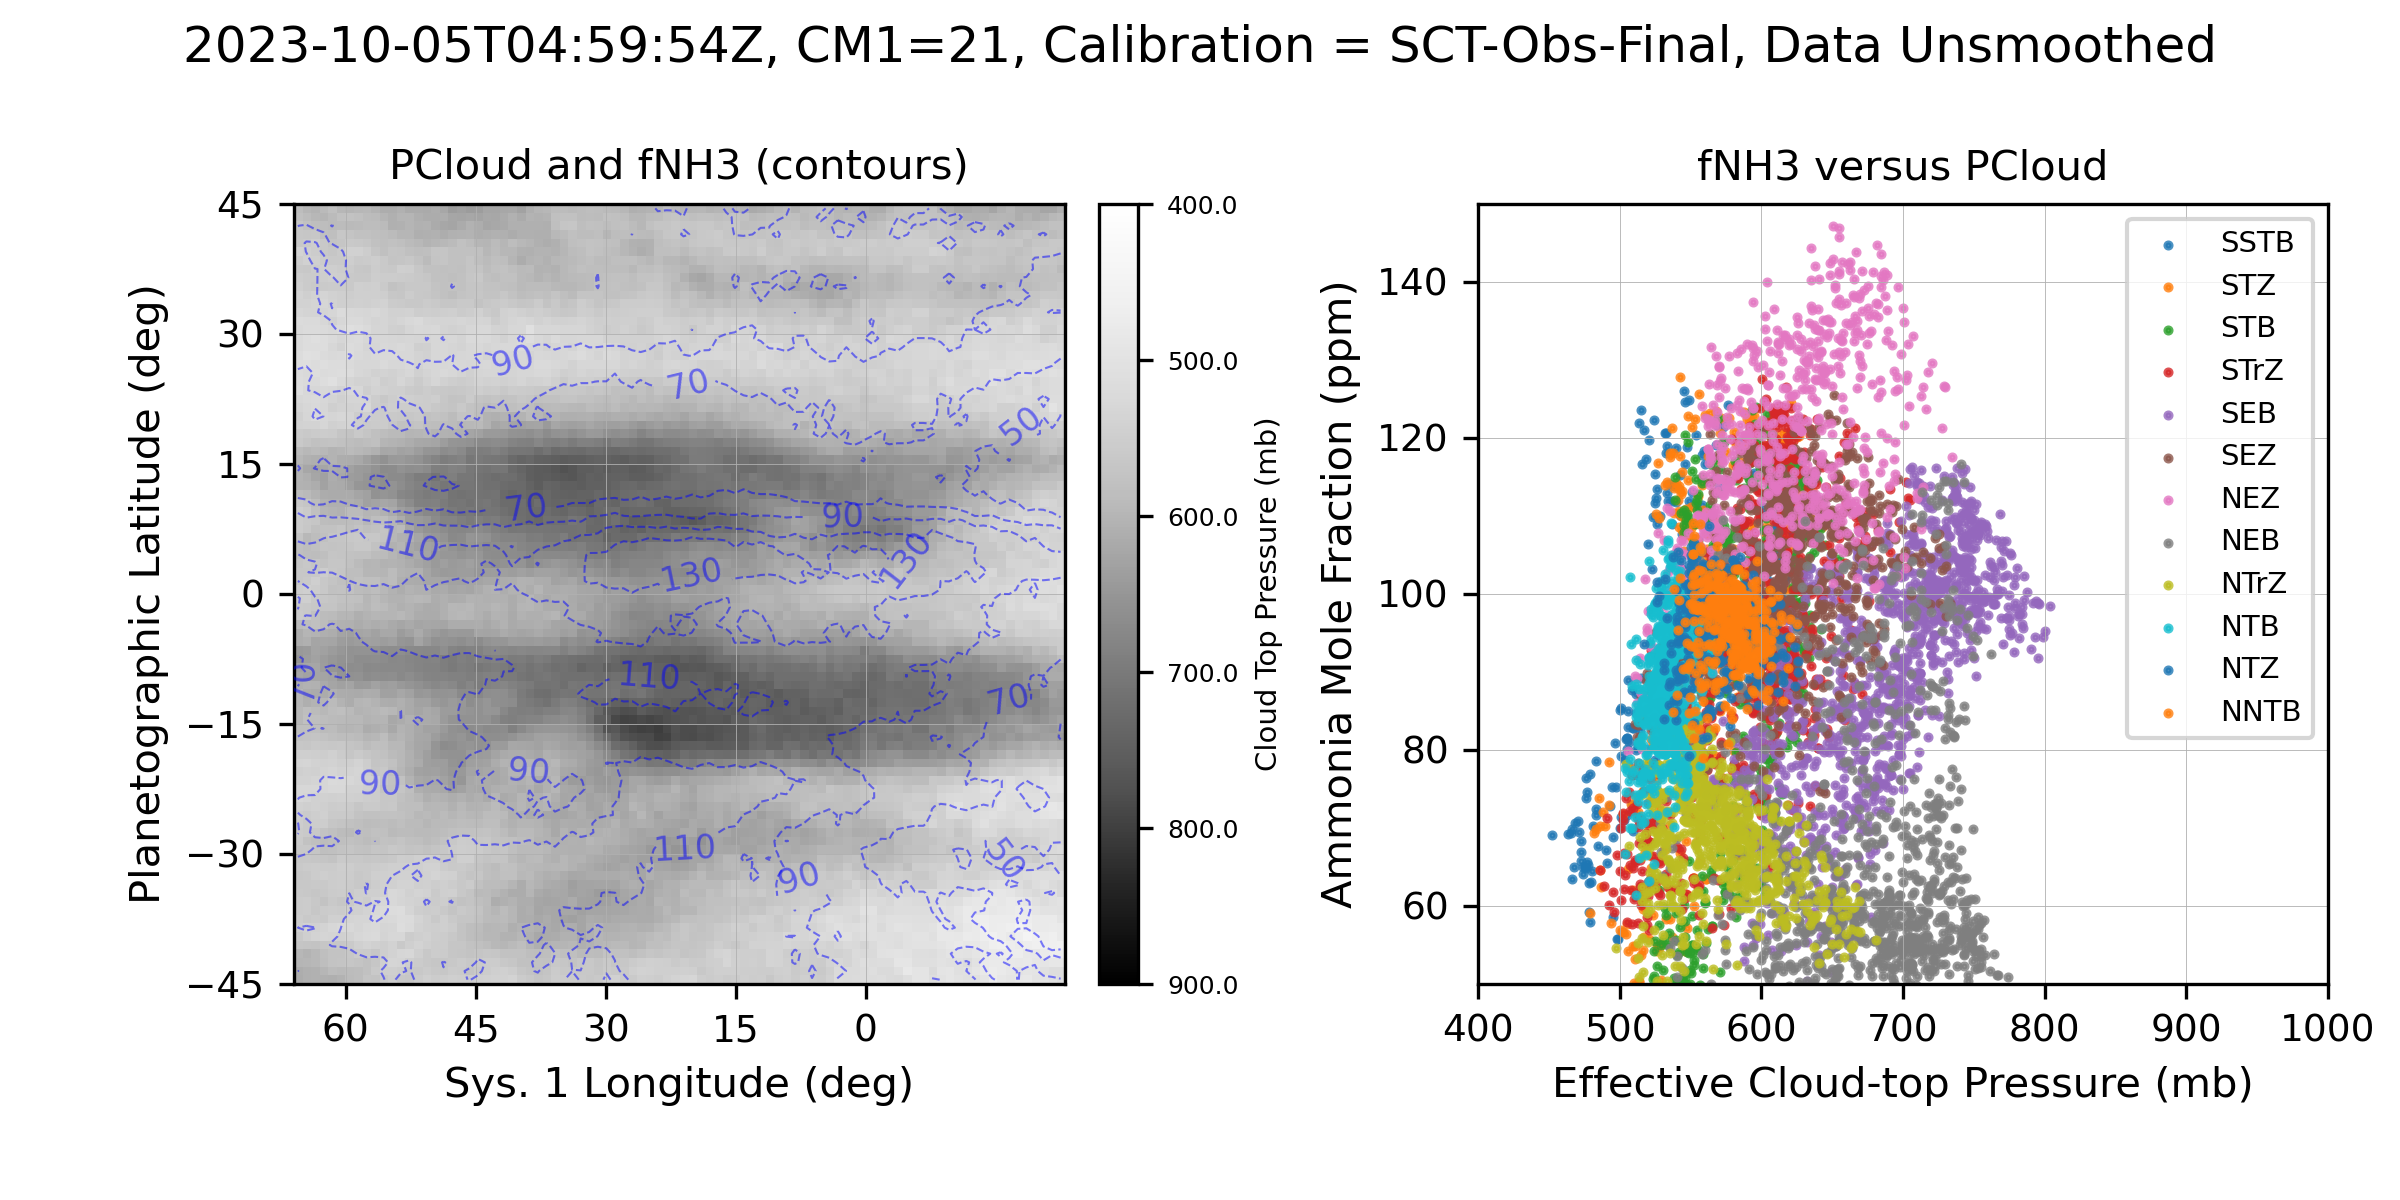 2023-10-05T04:59:54Z, CM1=21, Calibration = SCT-Obs-Final, Data Unsmoothed
PCloud and fNH3 (contours)
Planetographic Latitude (deg)
45
30
15
0
−15
−30
−45
60
45
30
15
0
Sys. 1 Longitude (deg)
90
70
50
70
90
110
130
130
70
110
70
90
90
110
90
50
400.0
500.0
600.0
700.0
800.0
900.0
Cloud Top Pressure (mb)
fNH3 versus PCloud
Ammonia Mole Fraction (ppm)
140
120
100
80
60
400
500
600
700
800
900
1000
Effective Cloud-top Pressure (mb)
SSTB
STZ
STB
STrZ
SEB
SEZ
NEZ
NEB
NTrZ
NTB
NTZ
NNTB